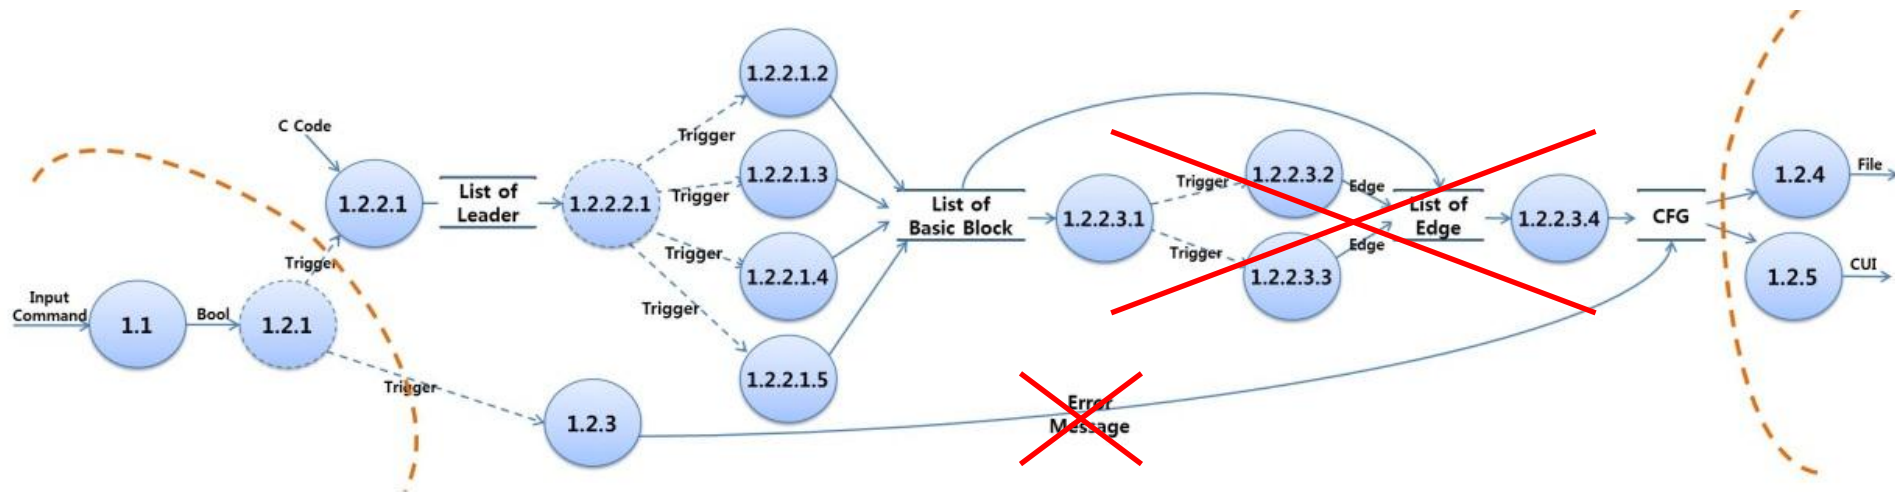 1.2.2.1.2
Trigger
C Code
1.2.2.1
List of
Leader
1.2.2.2.1
Trigger
1.2.2.1.3
Trigger
1.2.2.1.4
Trigger
1.2.2.1.5
List of
Basic Block
1.2.2.3.1
Trigger
1.2.2.3.2
Edge
Trigger
1.2.2.3.3
Edge
List of
Edge
1.2.2.3.4
CFG
1.2.4
File
1.2.5
CUI
Trigger
Input
Command
1.1
Bool
1.2.1
Trigger
1.2.3
Error
Message